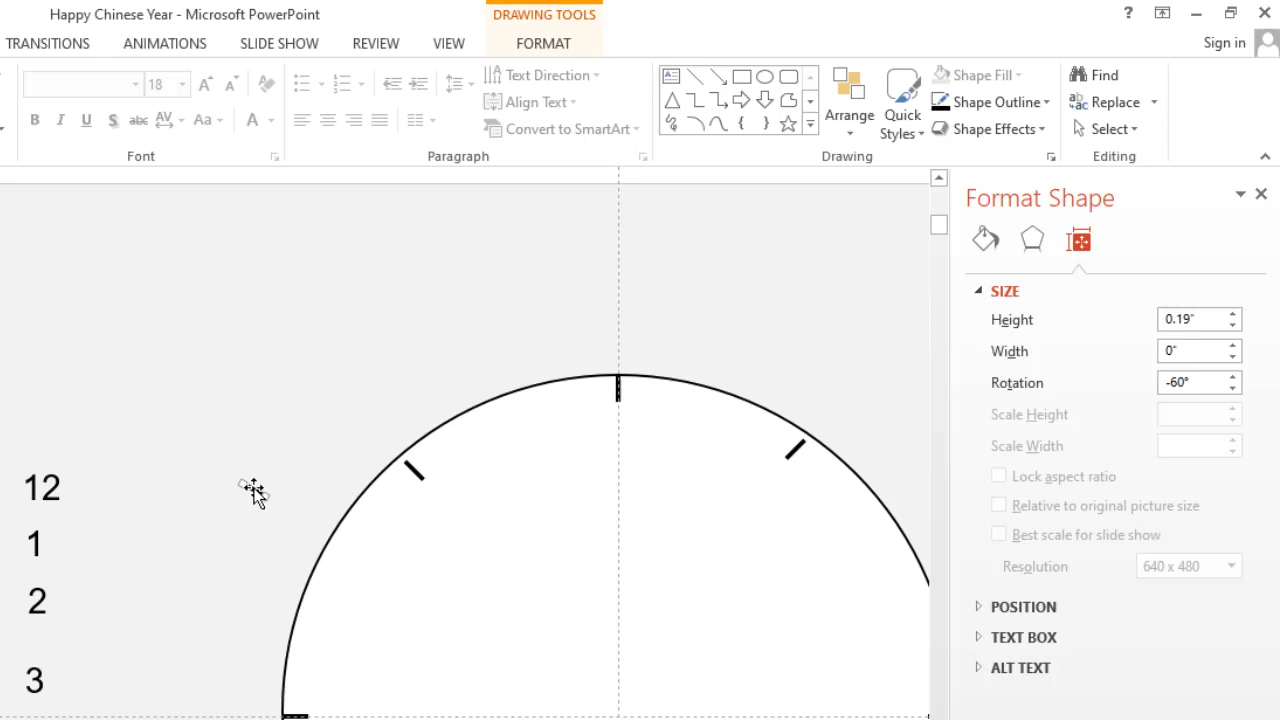 Happy Chinese Year - Microsoft PowerPoint
DRAWING TOOLS
?
TRANSITIONS ANIMATIONS SLIDE SHOW REVIEW VIEW FORMAT
Sign in
18
Text Direction
Align Text
Convert to SmartArt
B I U S abc AV Aa A
Arrange
Quick Styles
Shape Fill
Shape Outline
Shape Effects
Find
Replace
Select
Font
Paragraph
Drawing
Editing
Format Shape
SIZE
Height 0.19"
Width 0"
Rotation -60°
Scale Height
Scale Width
Lock aspect ratio
Relative to original picture size
Best scale for slide show
Resolution 640 x 480
POSITION
TEXT BOX
ALT TEXT
12
1
2
3